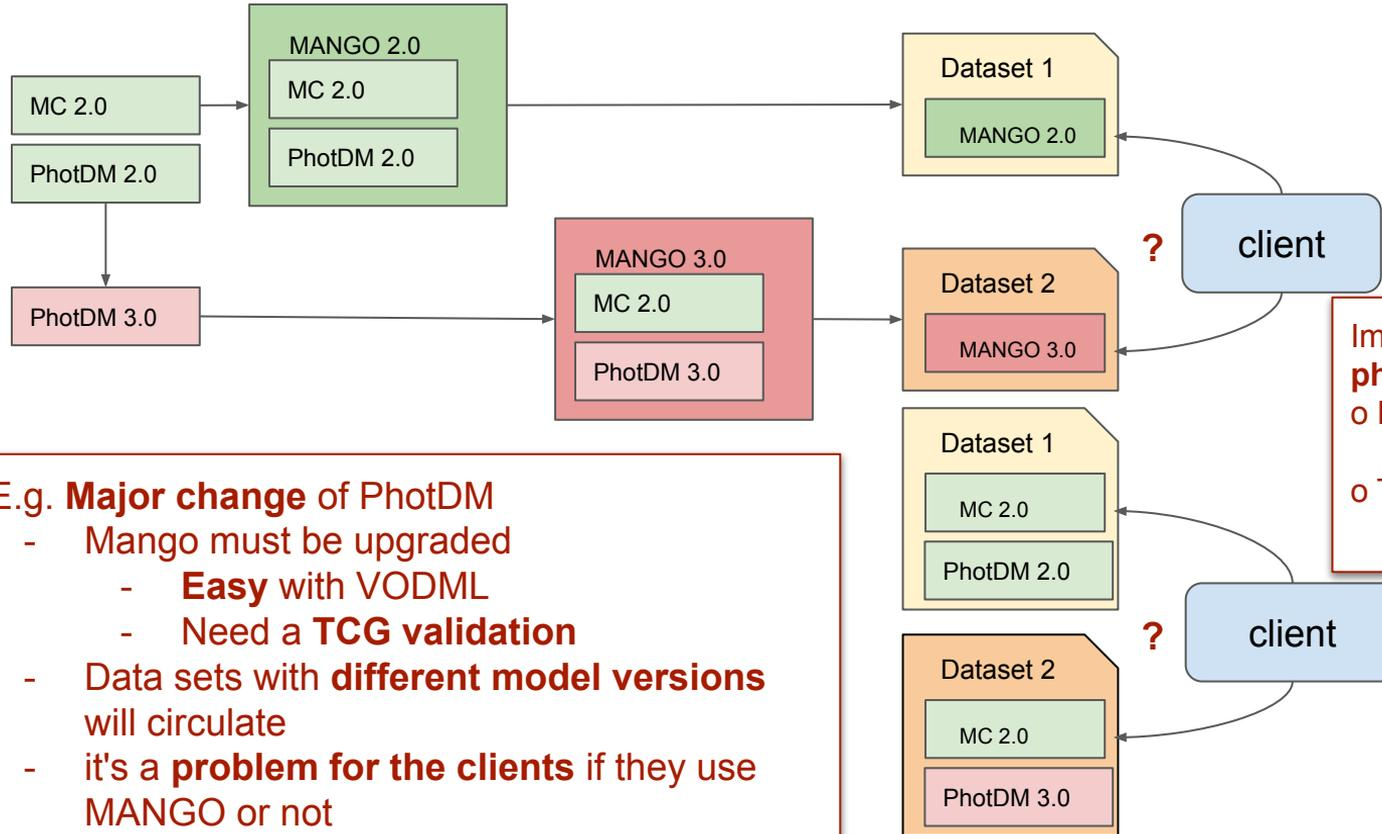 MANGO 2.0
MC 2.0
PhotDM 2.0
MC 2.0
PhotDM 2.0
PhotDM 3.0
MANGO 3.0
MC 2.0
PhotDM 3.0
Dataset 1
MANGO 2.0
client
?
Dataset 2
MANGO 3.0
Dataset 1
MC 2.0
PhotDM 2.0
client
?
Dataset 2
MC 2.0
PhotDM 3.0
E.g. Major change of PhotDM
- Mango must be upgraded
- Easy with VODML
- Need a TCG validation
- Data sets with different model versions
will circulate
- it's a problem for the clients if they use
MANGO or not